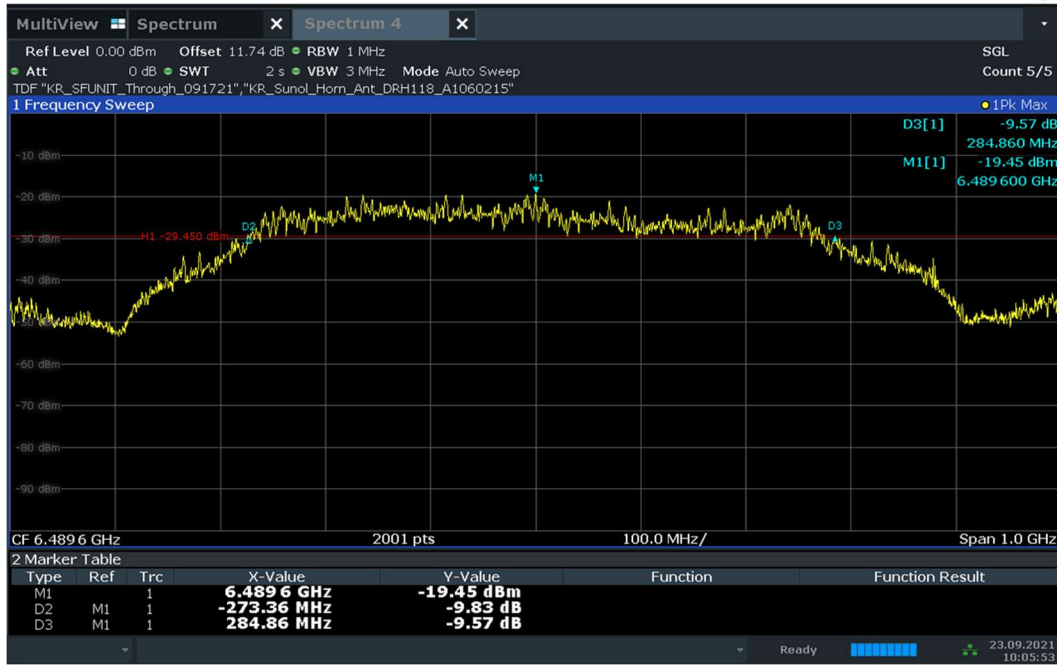 MultiView Spectrum X Spectrum 4 X
Ref Level 0.00 dBm Offset 11.74 dB RBW 1 MHz SGL
Att 0 dB SWT 2 s VBW 3 MHz Mode Auto Sweep Count 5/5
TDF "KR_SFUNIT_Through_091721","KR_Sunol_Horn_Ant_DRH118_A1060215"
1 Frequency Sweep 1Pk Max
D3[1] -9.57 dB
284.860 MHz
-10 dBm
M1[1] -19.45 dBm
M1
6.489600 GHz
-20 dBm
D2 D3
H1 -29.450 dBm
-30 dBm
-40 dBm
-50 dBm
-60 dBm
-70 dBm
-80 dBm
-90 dBm
CF 6.4896 GHz 2001 pts 100.0 MHz/ Span 1.0 GHz
2 Marker Table
Type Ref Trc X-Value Y-Value Function Function Result
M1 1 6.4896 GHz -19.45 dBm
D2 M1 1 -273.36 MHz -9.83 dB
D3 M1 1 284.86 MHz -9.57 dB
Ready 23.09.2021
10:05:53